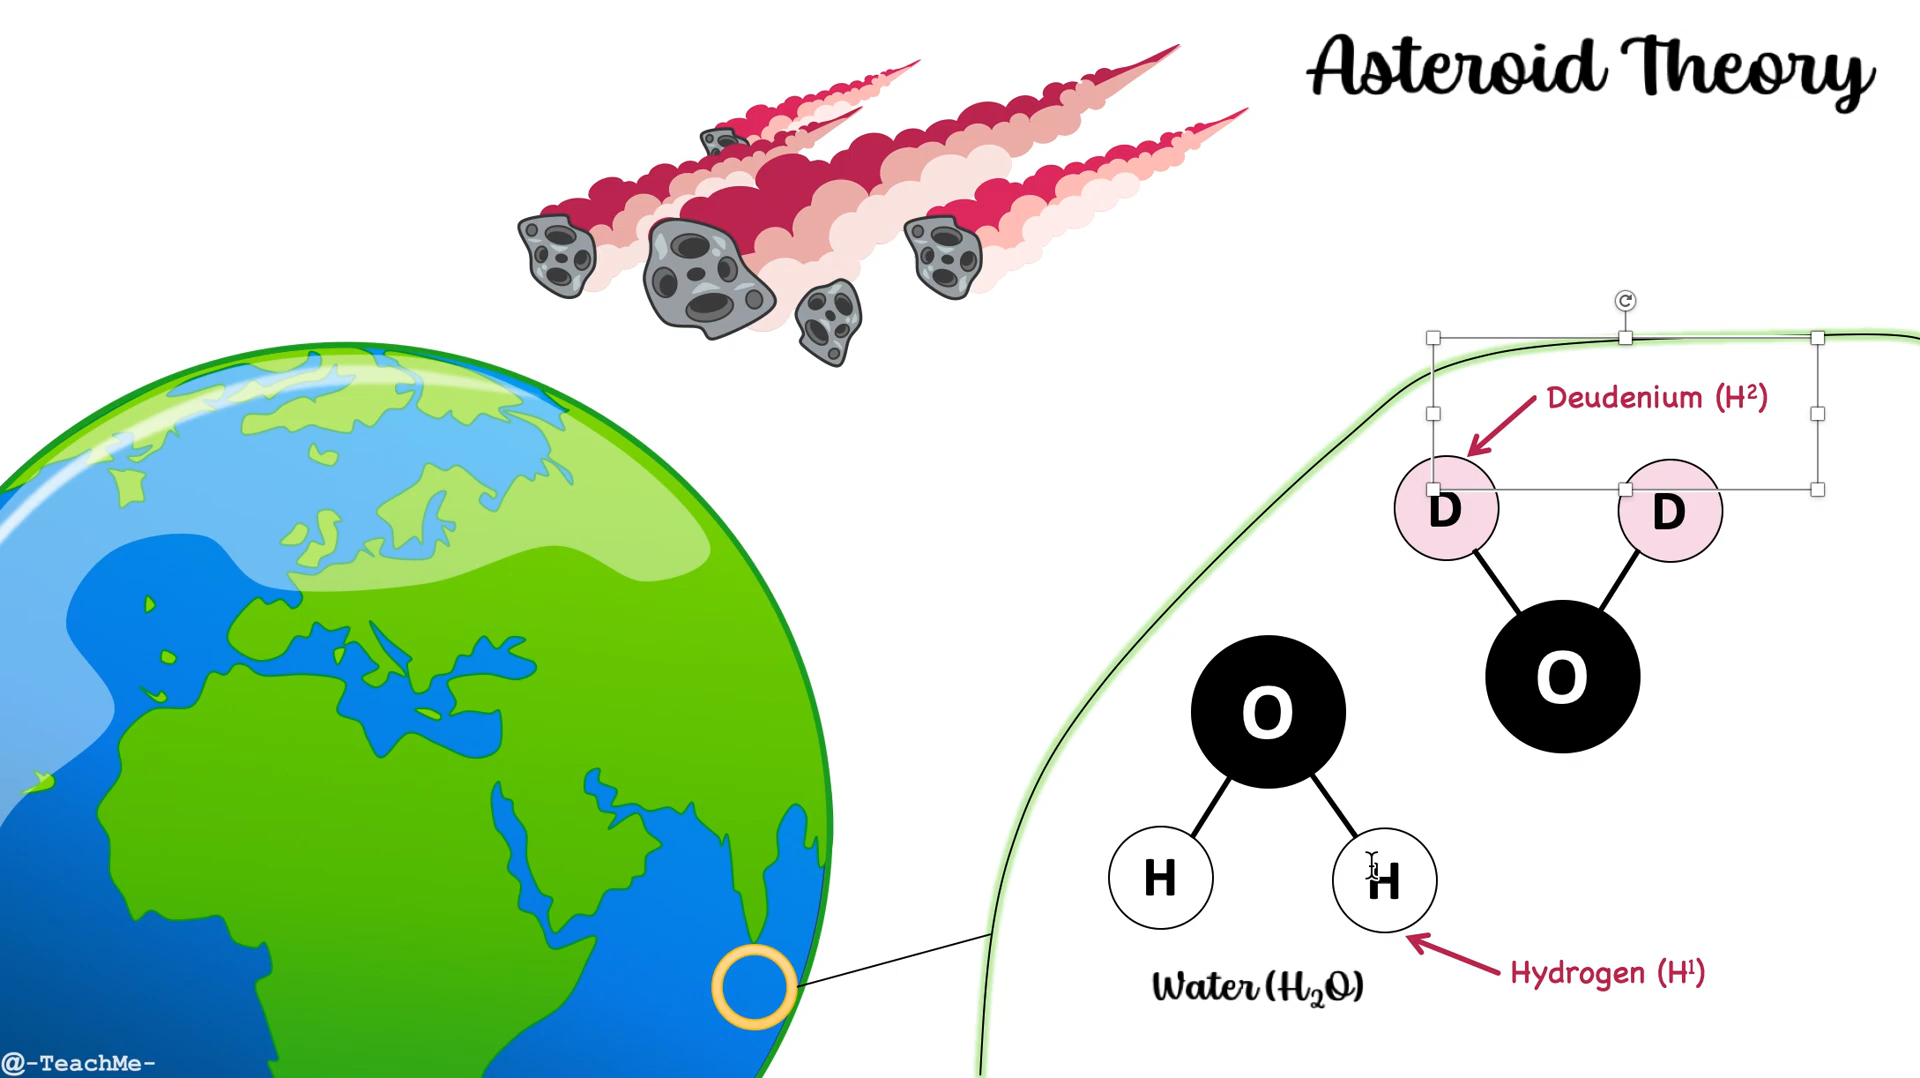 Asteroid Theory
Deudenium (H²)
D
D
O
O
H
H
Hydrogen (H¹)
Water (H₂O)
@-TeachMe-